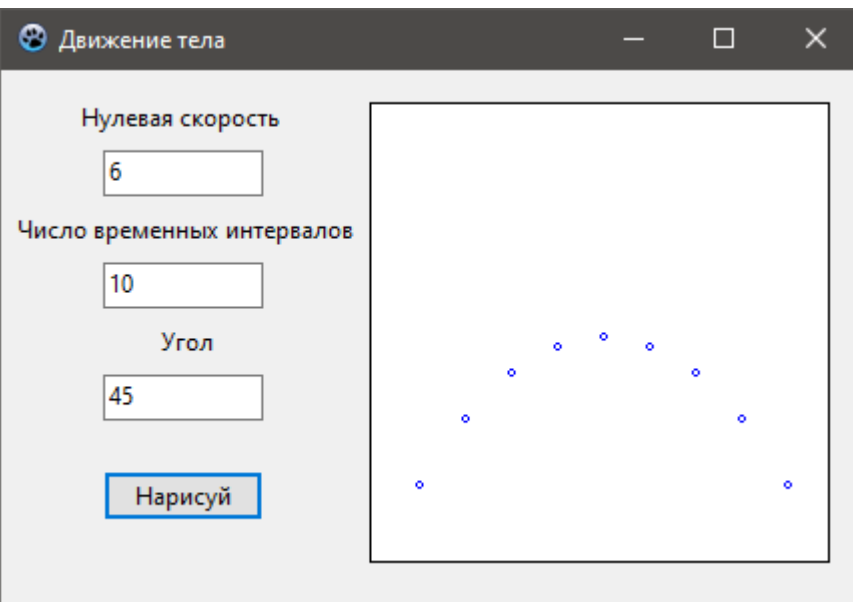 Движение тела
Нулевая скорость
6
Число временных интервалов
10
Угол
45
Нарисуй